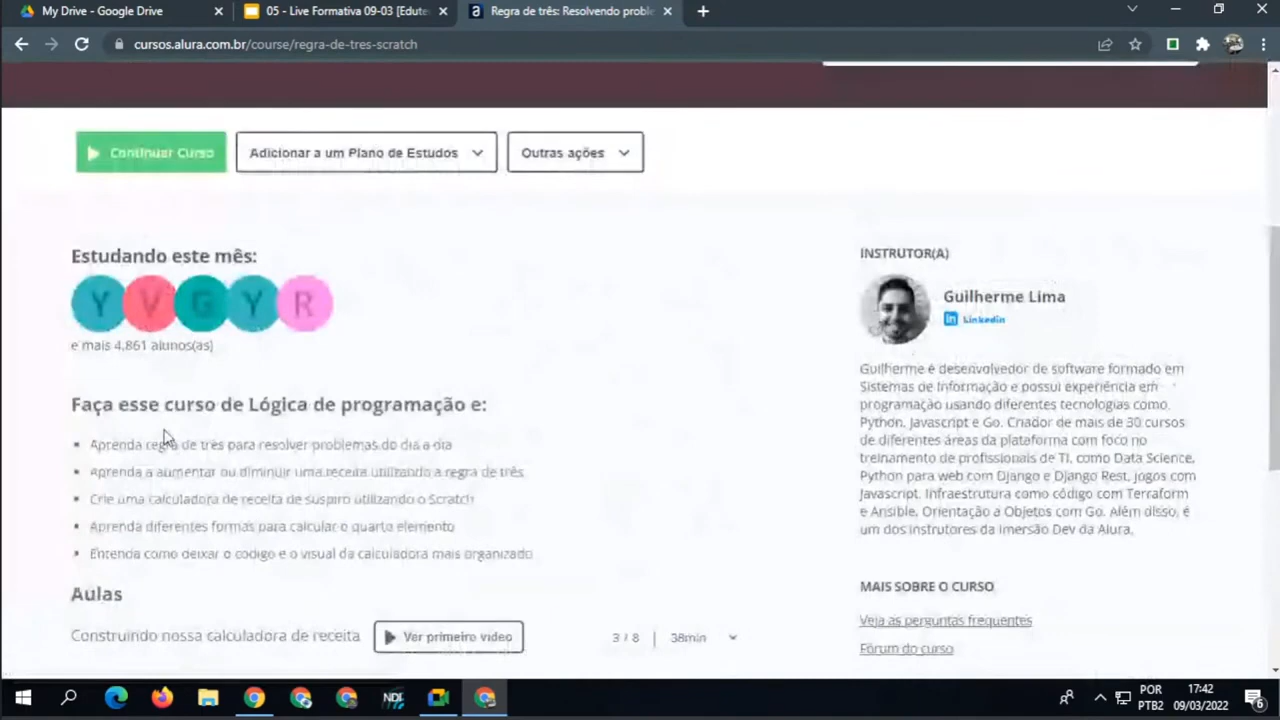 My Drive - Google Drive
05 - Live Formativa 09-03 [Edute
Regra de três: Resolvendo proble
cursos.alura.com.br/course/regra-de-tres-scratch
Continuar Curso
Adicionar a um Plano de Estudos
Outras ações
Estudando este mês:
Y V G Y R
e mais 4,861 alunos(as)
Faça esse curso de Lógica de programação e:
Aprenda regra de três para resolver problemas do dia a dia
Aprenda a aumentar ou diminuir uma receita utilizando a regra de três
Crie uma calculadora de receita de suspiro utilizando o Scratch
Aprenda diferentes formas para calcular o quarto elemento
Entenda como deixar o código e o visual da calculadora mais organizado
Aulas
Construindo nossa calculadora de receita
Ver primeiro vídeo
3 / 8 | 38min
INSTRUTOR(A)
Guilherme Lima
in Linkedin
Guilherme é desenvolvedor de software formado em
Sistemas de Informação e possui experiência em
programação usando diferentes tecnologias como,
Python, Javascript e Go. Criador de mais de 30 cursos
de diferentes áreas da plataforma com foco no
treinamento de profissionais de TI, como Data Science,
Python para web com Django e Django Rest, jogos com
Javascript, Infraestrutura como código com Terraform
e Ansible, Orientação a Objetos com Go. Além disso, é
um dos instrutores da Imersão Dev da Alura.
MAIS SOBRE O CURSO
Veja as perguntas frequentes
Fórum do curso
NDI
POR
PTB2
17:42
09/03/2022
6